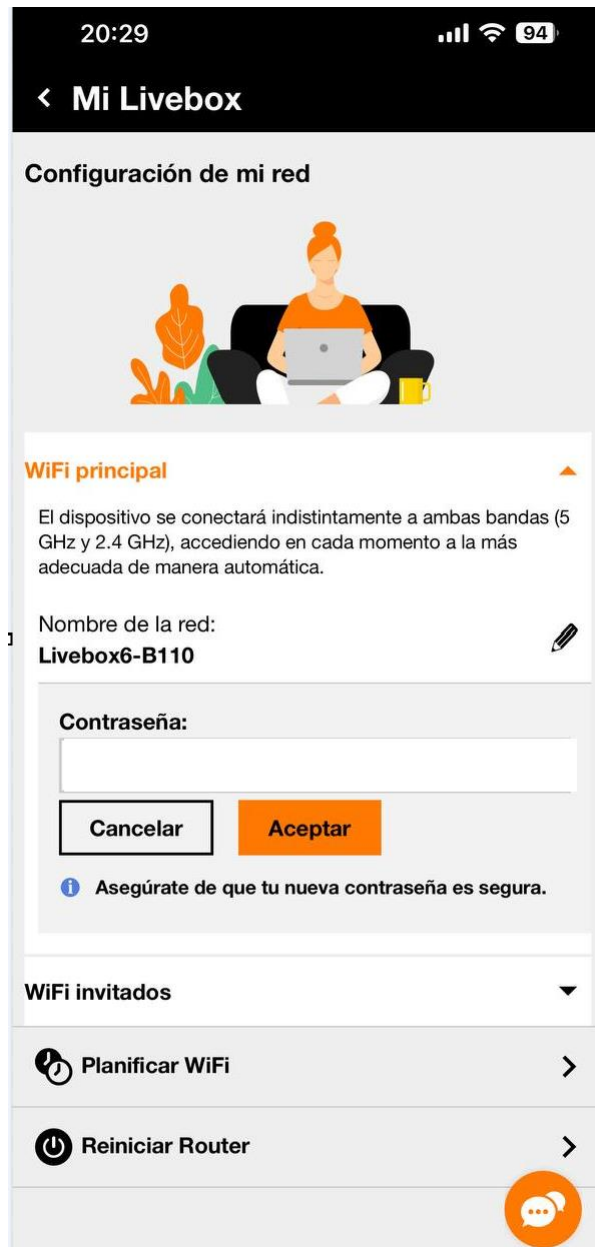 20:29
94
Mi Livebox
Configuración de mi red
WiFi principal
El dispositivo se conectará indistintamente a ambas bandas (5
GHz y 2.4 GHz), accediendo en cada momento a la más
adecuada de manera automática.
Nombre de la red:
Livebox6-B110
Contraseña:
Cancelar Aceptar
Asegúrate de que tu nueva contraseña es segura.
WiFi invitados
Planificar WiFi
Reiniciar Router